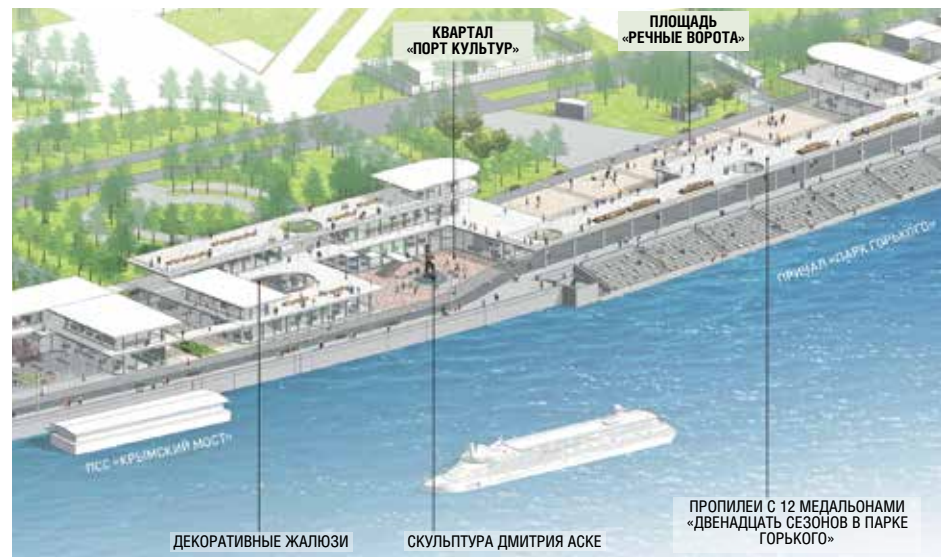 КВАРТАЛ
«ПОРТ КУЛЬТУР»
ПЛОЩАДЬ
«РЕЧНЫЕ ВОРОТА»
ПРИЧАЛ «ПАРК ГОРЬКОГО»
ПСС «КРЫМСКИЙ МОСТ»
ДЕКОРАТИВНЫЕ ЖАЛЮЗИ
СКУЛЬПТУРА ДМИТРИЯ АСКЕ
ПРОПИЛЕИ С 12 МЕДАЛЬОНАМИ
«ДВЕНАДЦАТЬ СЕЗОНОВ В ПАРКЕ
ГОРЬКОГО»